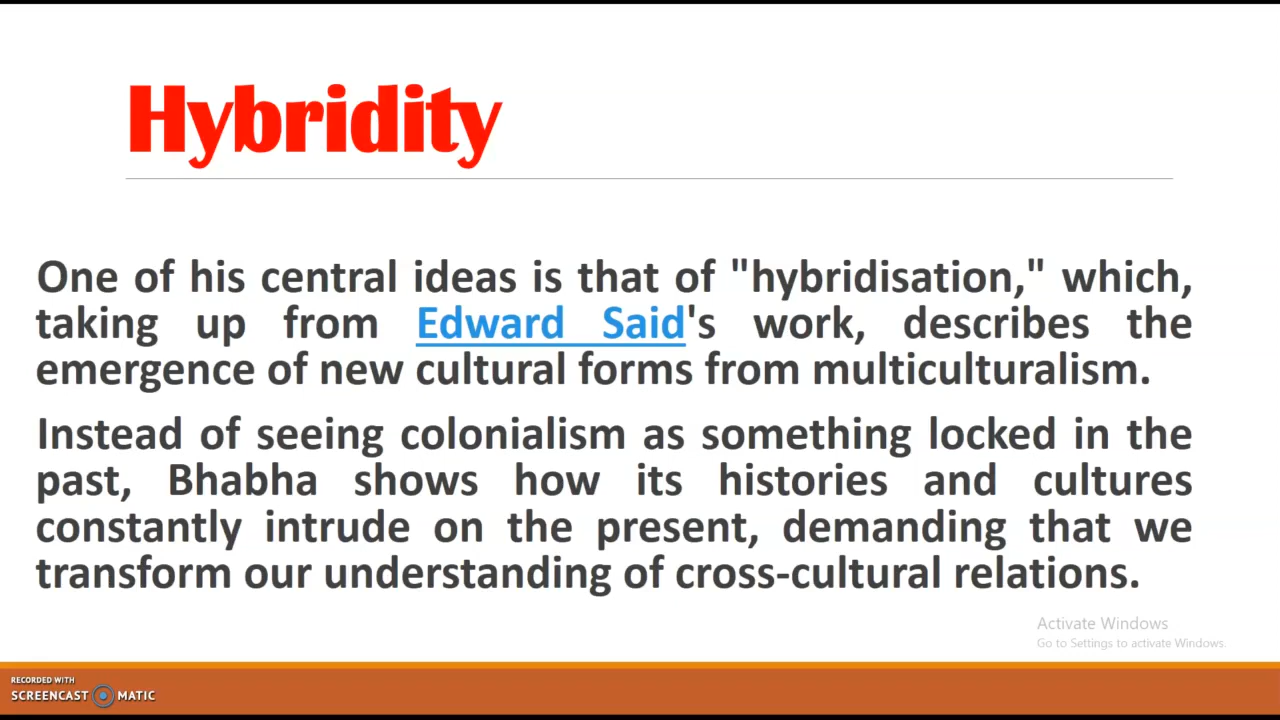 Hybridity
One of his central ideas is that of "hybridisation," which,
taking up from Edward Said's work, describes the
emergence of new cultural forms from multiculturalism.
Instead of seeing colonialism as something locked in the
past, Bhabha shows how its histories and cultures
constantly intrude on the present, demanding that we
transform our understanding of cross-cultural relations.
Activate Windows
Go to Settings to activate Windows.
RECORDED WITH
SCREENCAST MATIC